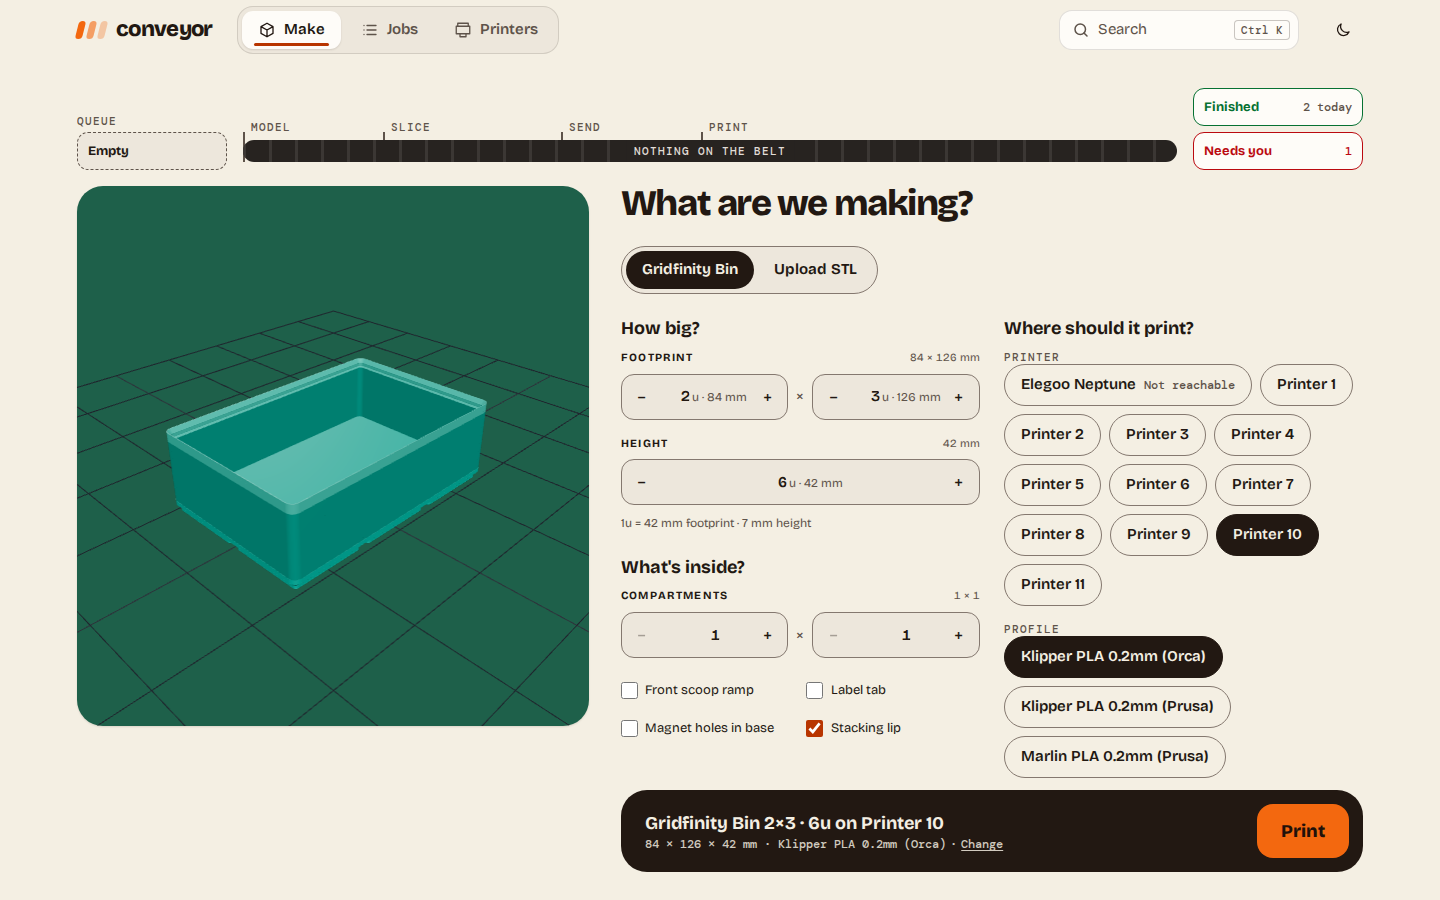 conveyor
Make
Jobs
Printers
Search
Ctrl K
QUEUE
Empty
MODEL
SLICE
SEND
PRINT
NOTHING ON THE BELT
Finished 2 today
Needs you 1
What are we making?
Gridfinity Bin
Upload STL
How big?
FOOTPRINT 84 × 126 mm
− 2 u · 84 mm + × − 3 u · 126 mm +
HEIGHT 42 mm
− 6 u · 42 mm +
1u = 42 mm footprint · 7 mm height
What's inside?
COMPARTMENTS 1 × 1
− 1 + × − 1 +
Front scoop ramp
Label tab
Magnet holes in base
Stacking lip
Where should it print?
PRINTER
Elegoo Neptune Not reachable
Printer 1
Printer 2
Printer 3
Printer 4
Printer 5
Printer 6
Printer 7
Printer 8
Printer 9
Printer 10
Printer 11
PROFILE
Klipper PLA 0.2mm (Orca)
Klipper PLA 0.2mm (Prusa)
Marlin PLA 0.2mm (Prusa)
Gridfinity Bin 2×3 · 6u on Printer 10
84 × 126 × 42 mm · Klipper PLA 0.2mm (Orca) · Change
Print